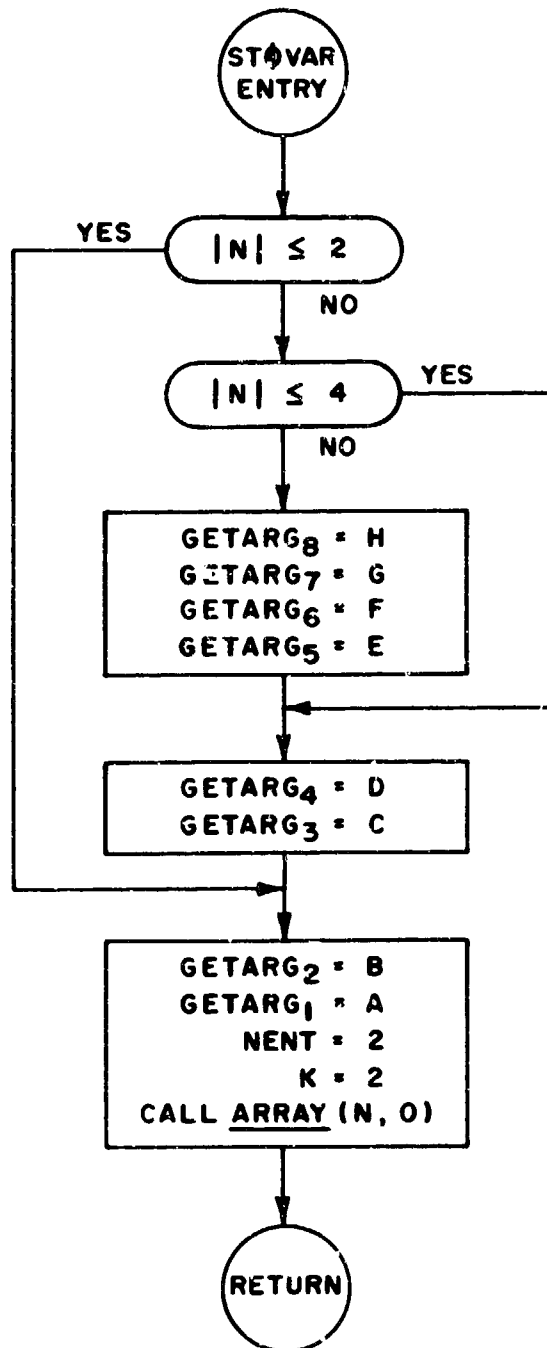 STØVAR
ENTRY
YES
|N| ≤ 2
NO
|N| ≤ 4
YES
NO
GETARG₈ = H
GETARG₇ = G
GETARG₆ = F
GETARG₅ = E
GETARG₄ = D
GETARG₃ = C
GETARG₂ = B
GETARG₁ = A
NENT = 2
K = 2
CALL ARRAY (N, 0)
RETURN